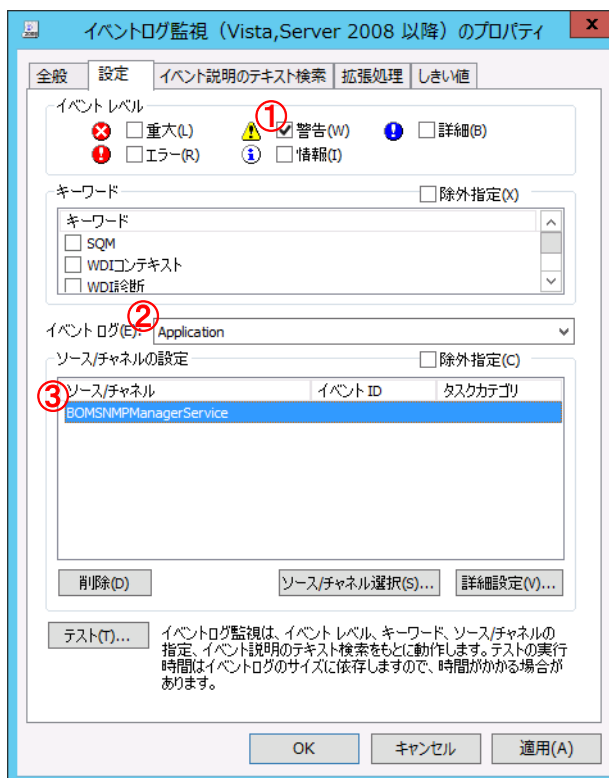 イベントログ監視（Vista,Server 2008 以降）のプロパティ
x
全般 設定 イベント説明のテキスト検索 拡張処理 しきい値
イベント レベル
①
重大(L) 警告(W) 詳細(B)
エラー(R) 情報(I)
キーワード 除外指定(X)
キーワード
SQM
WDIコンテキスト
WDI診断
②
イベント ログ(E): Application
ソース/チャネルの設定 除外指定(C)
③
ソース/チャネル イベント ID タスクカテゴリ
BOMSNMPManagerService
削除(D) ソース/チャネル選択(S)... 詳細設定(V)...
テスト(T)...
イベントログ監視は、イベント レベル、キーワード、ソース/チャネルの
指定、イベント説明のテキスト検索をもとに動作します。テストの実行
時間はイベントログのサイズに依存しますので、時間がかかる場合が
あります。
OK キャンセル 適用(A)